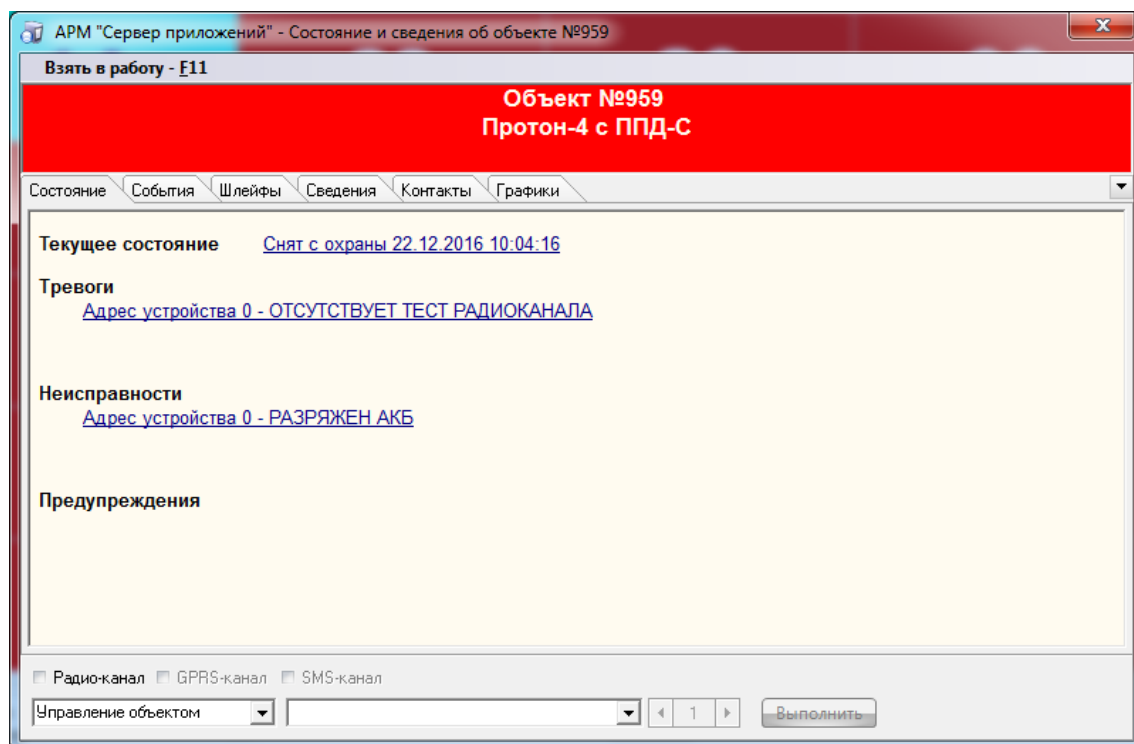 АРМ "Сервер приложений" - Состояние и сведения об объекте №959
Взять в работу - F11
Объект №959
Протон-4 с ППД-С
Состояние События Шлейфы Сведения Контакты Графики
Текущее состояние Снят с охраны 22.12.2016 10:04:16
Тревоги
Адрес устройства 0 - ОТСУТСТВУЕТ ТЕСТ РАДИОКАНАЛА
Неисправности
Адрес устройства 0 - РАЗРЯЖЕН АКБ
Предупреждения
Радио-канал GPRS-канал SMS-канал
Управление объектом 1 Выполнить